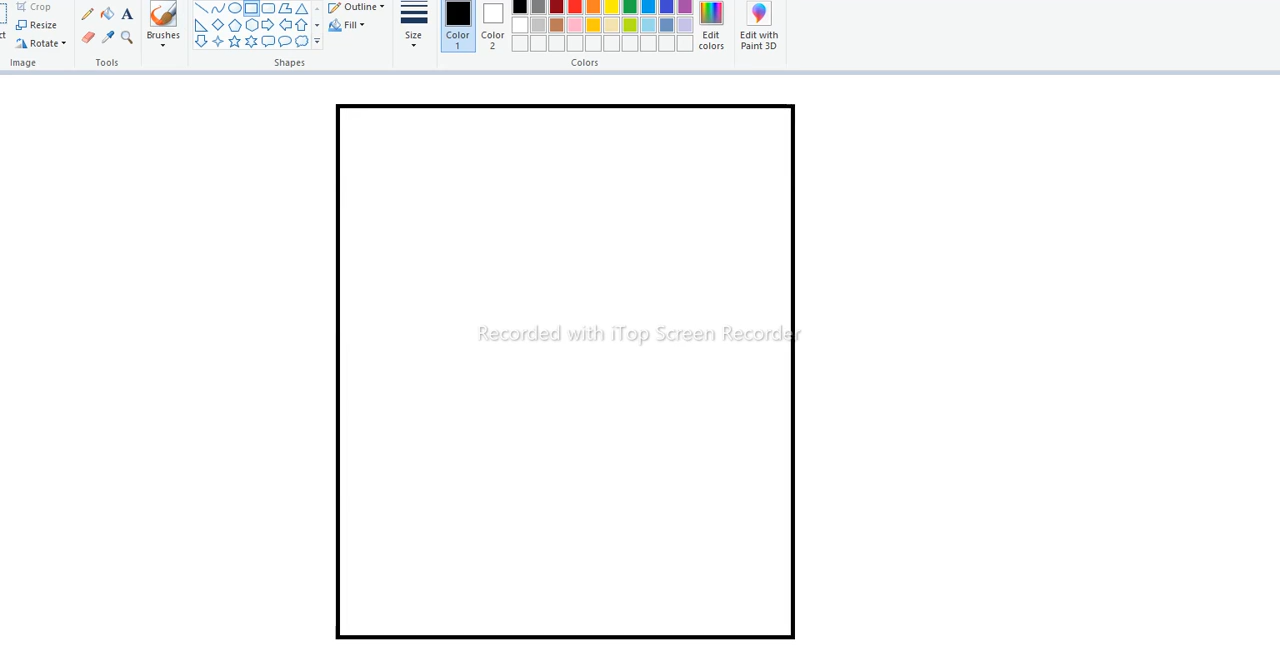 Crop
Resize
Rotate
Image
Tools
Brushes
Outline
Fill
Shapes
Size
Color 1
Color 2
Edit colors
Colors
Edit with Paint 3D
Recorded with iTop Screen Recorder